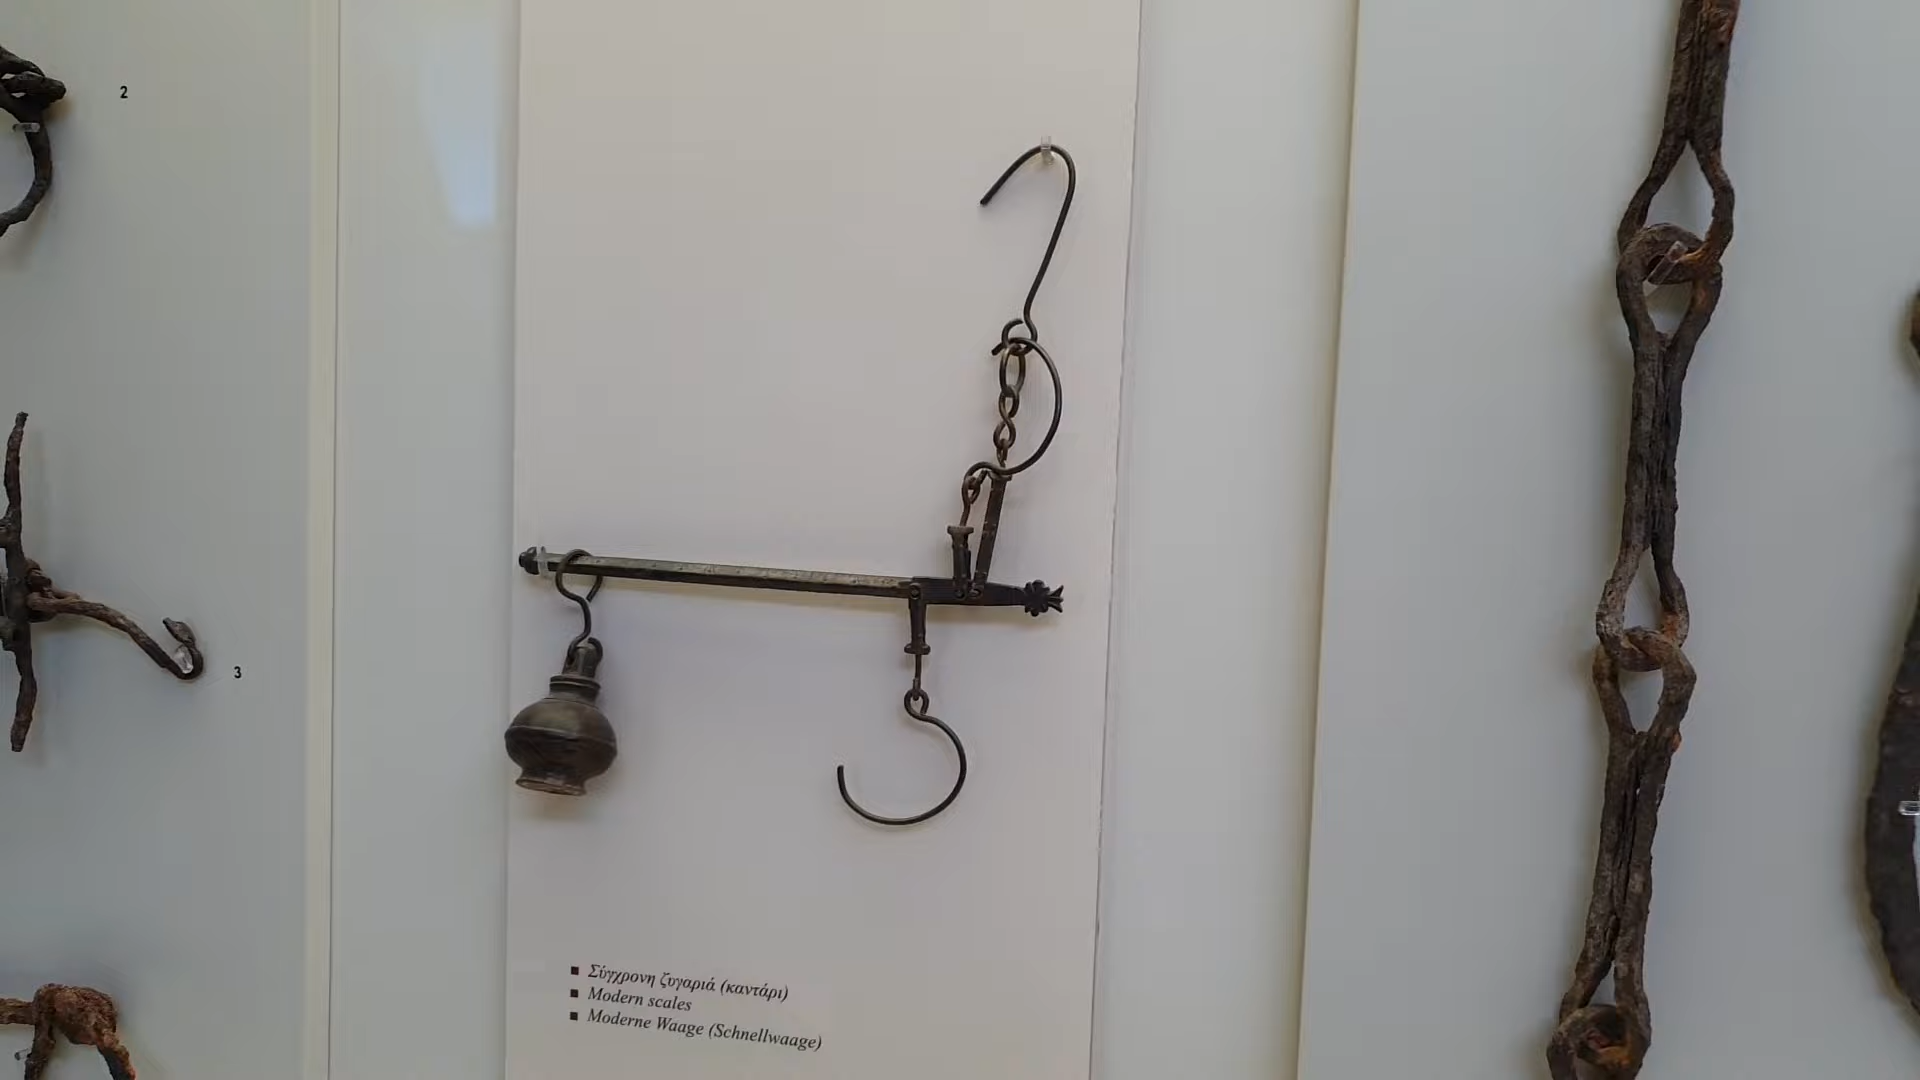 2
3
▪ Σύγχρονη ζυγαριά (καντάρι)
▪ Modern scales
▪ Moderne Waage (Schnellwaage)